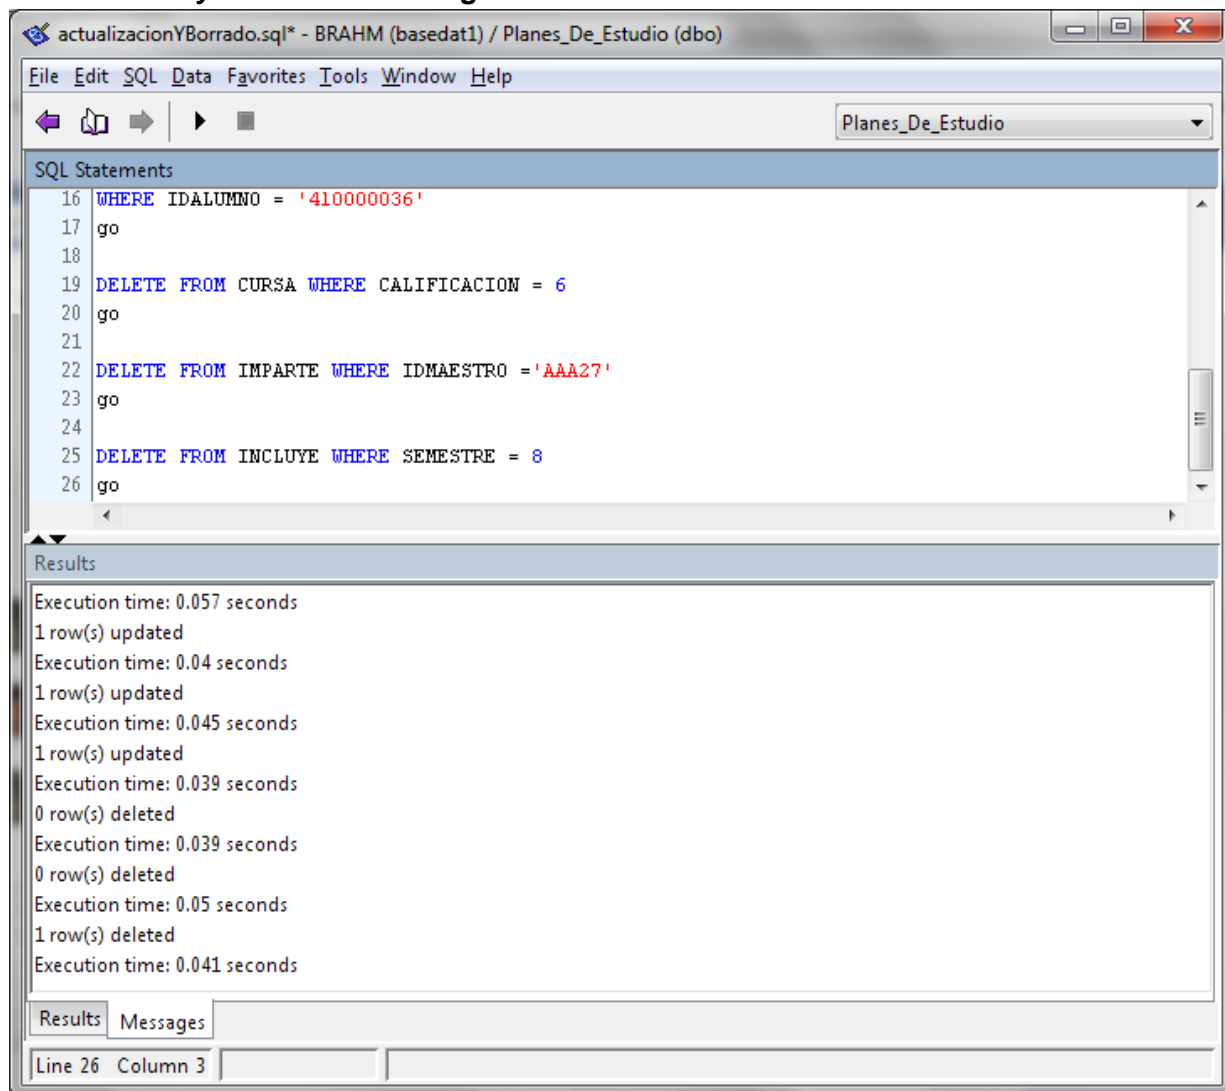 actualizacionYBorrado.sql* - BRAHM (basedat1) / Planes_De_Estudio (dbo)
File Edit SQL Data Favorites Tools Window Help
Planes_De_Estudio
SQL Statements
16 WHERE IDALUMNO = '410000036'
17 go
18
19 DELETE FROM CURSA WHERE CALIFICACION = 6
20 go
21
22 DELETE FROM IMPARTE WHERE IDMAESTRO ='AAA27'
23 go
24
25 DELETE FROM INCLUYE WHERE SEMESTRE = 8
26 go
Results
Execution time: 0.057 seconds
1 row(s) updated
Execution time: 0.04 seconds
1 row(s) updated
Execution time: 0.045 seconds
1 row(s) updated
Execution time: 0.039 seconds
0 row(s) deleted
Execution time: 0.039 seconds
0 row(s) deleted
Execution time: 0.05 seconds
1 row(s) deleted
Execution time: 0.041 seconds
Results Messages
Line 26 Column 3